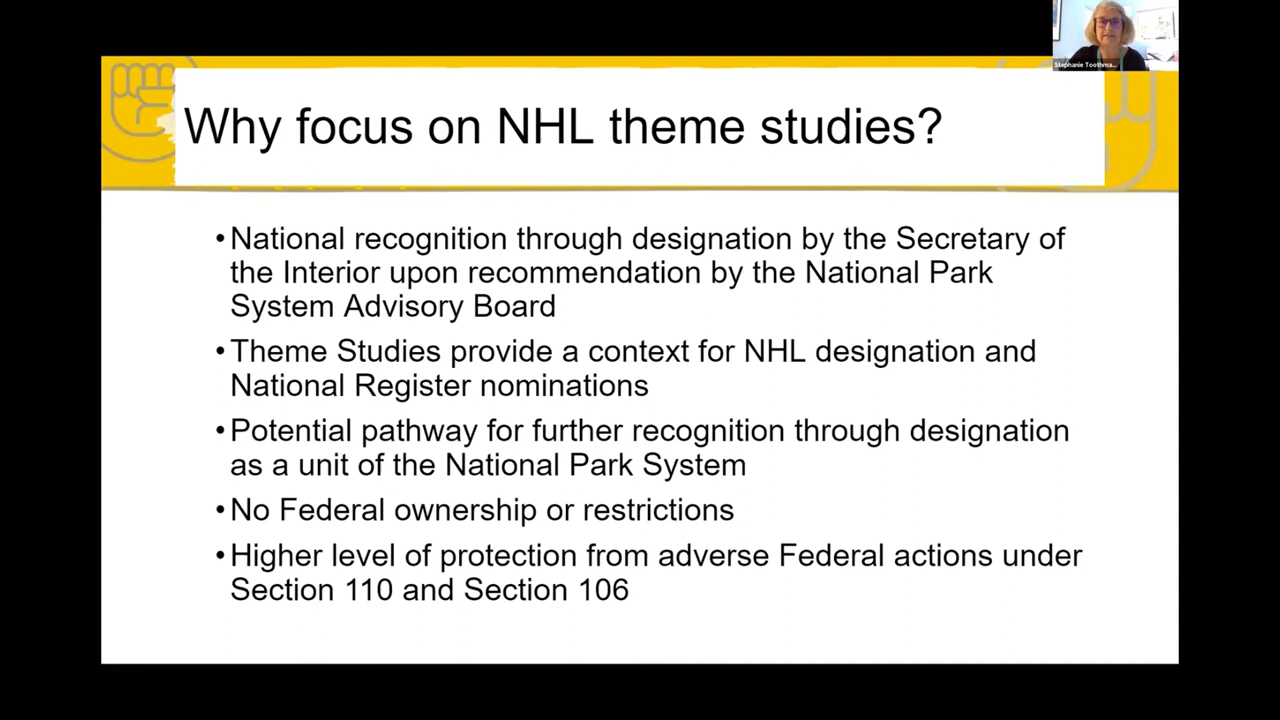 Stephanie Toothma...
Why focus on NHL theme studies?
•National recognition through designation by the Secretary of
the Interior upon recommendation by the National Park
System Advisory Board
•Theme Studies provide a context for NHL designation and
National Register nominations
•Potential pathway for further recognition through designation
as a unit of the National Park System
•No Federal ownership or restrictions
•Higher level of protection from adverse Federal actions under
Section 110 and Section 106